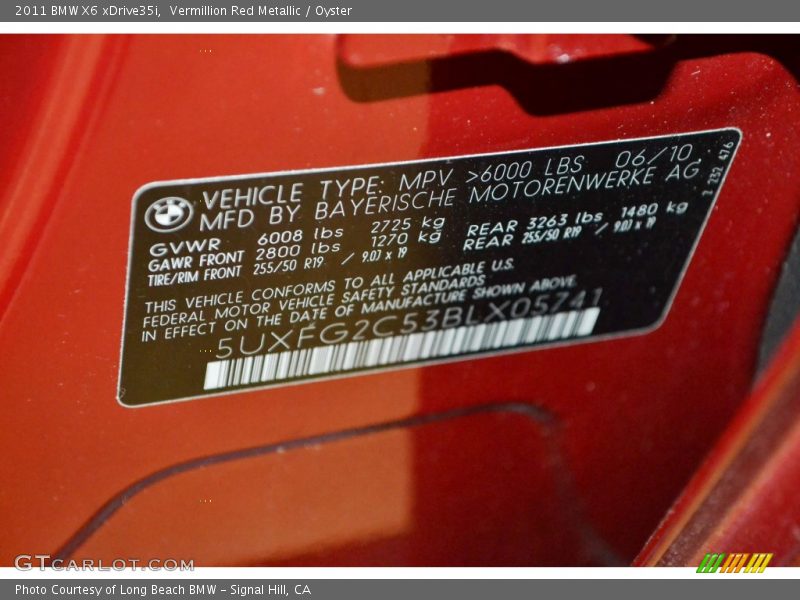 2011 BMW X6 xDrive35i,  Vermillion Red Metallic / Oyster
VEHICLE TYPE: MPV >6000 LBS 06/10
MFD BY BAYERISCHE MOTORENWERKE AG
GVWR 6008 lbs 2725 kg
GAWR FRONT 2800 lbs 1270 kg REAR 3263 lbs 1480 kg
TIRE/RIM FRONT 255/50 R19 / 9.0J x 19 REAR 255/50 R19 / 9.0J x 19
THIS VEHICLE CONFORMS TO ALL APPLICABLE U.S.
FEDERAL MOTOR VEHICLE SAFETY STANDARDS
IN EFFECT ON THE DATE OF MANUFACTURE SHOWN ABOVE.
5UXFG2C53BLX05741
7 232 476
GTCARLOT.COM
Photo Courtesy of Long Beach BMW - Signal Hill, CA